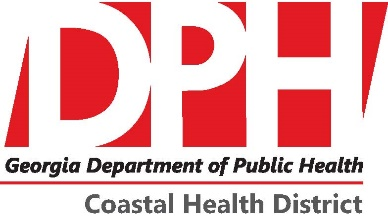 DPH
Georgia Department of Public Health
Coastal Health District